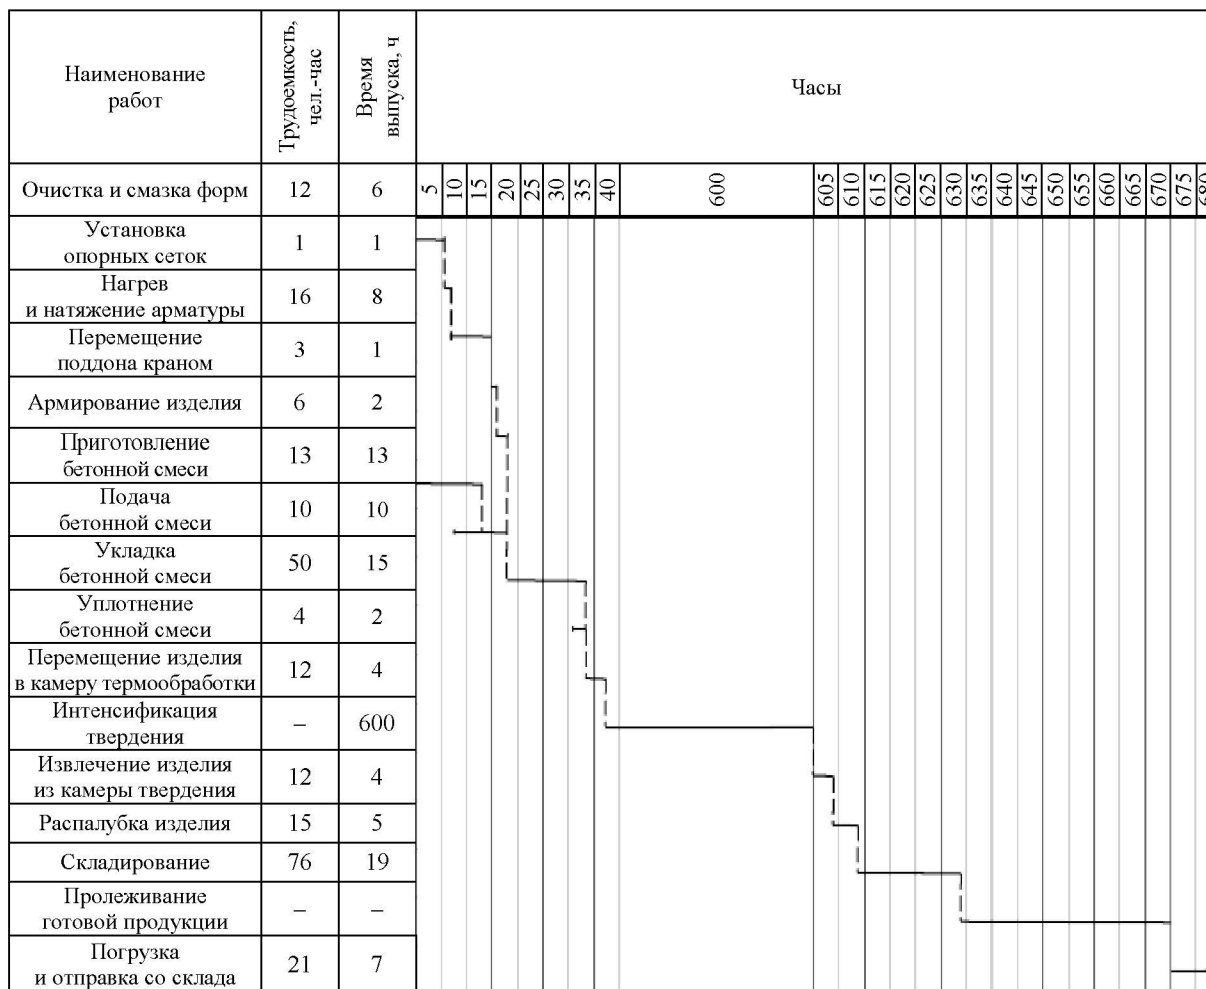 Наименование
работ
Трудоемкость,
чел.-час
Время
выпуска, ч
Часы
Очистка и смазка форм 12 6 5 10 15 20 25 30 35 40 600 605 610 615 620 625 630 635 640 645 650 655 660 665 670 675 680
Установка
опорных сеток 1 1
Нагрев
и натяжение арматуры 16 8
Перемещение
поддона краном 3 1
Армирование изделия 6 2
Приготовление
бетонной смеси 13 13
Подача
бетонной смеси 10 10
Укладка
бетонной смеси 50 15
Уплотнение
бетонной смеси 4 2
Перемещение изделия
в камеру термообработки 12 4
Интенсификация
твердения – 600
Извлечение изделия
из камеры твердения 12 4
Распалубка изделия 15 5
Складирование 76 19
Пролеживание
готовой продукции – –
Погрузка
и отправка со склада 21 7